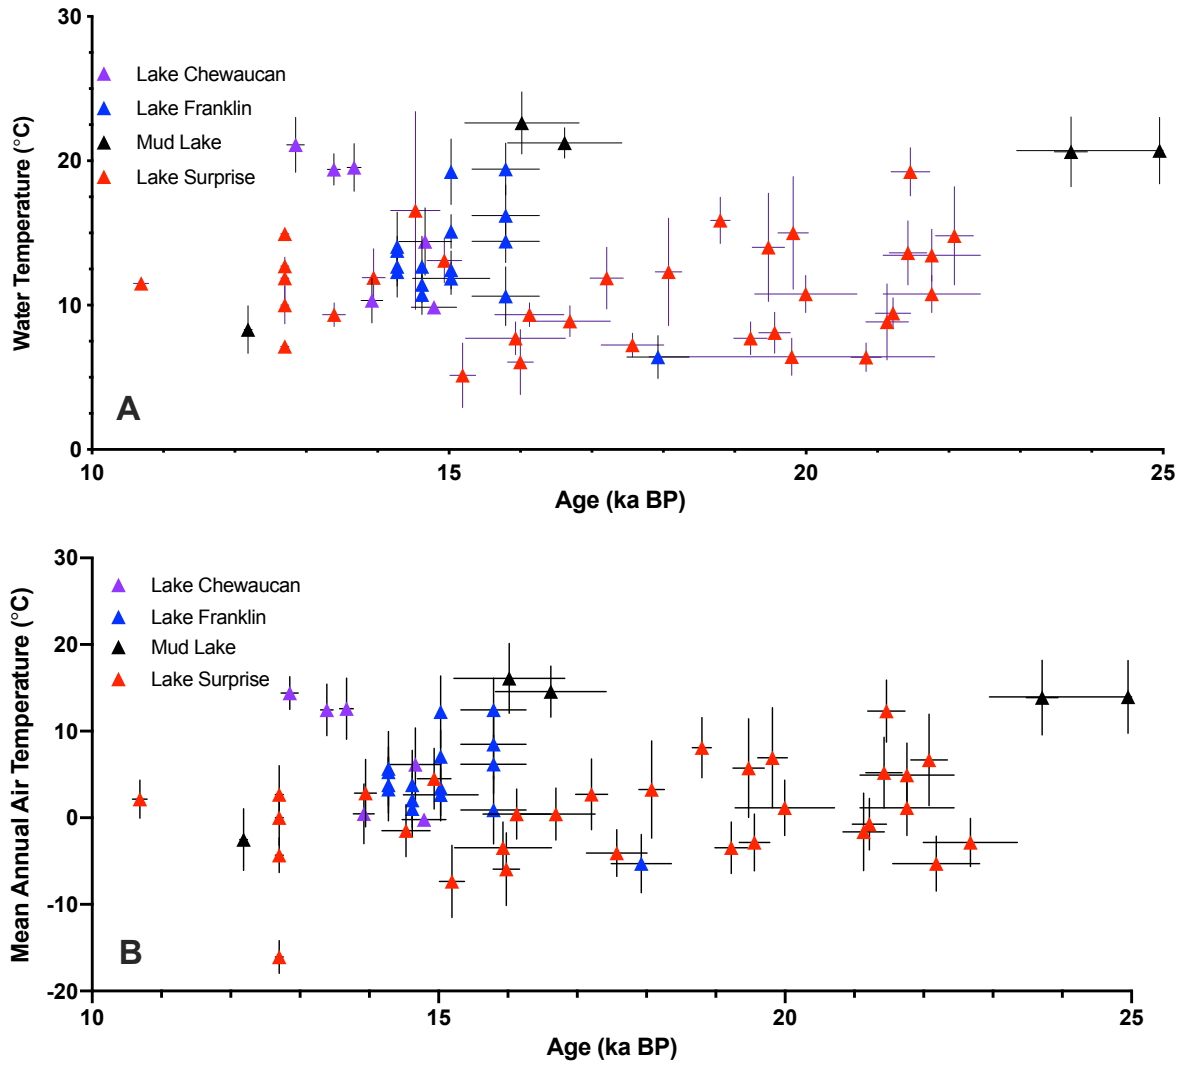 30
Lake Chewaucan
Lake Franklin
Mud Lake
Lake Surprise
20
10
0
Water Temperature (°C)
A
10
15
20
25
Age (ka BP)
30
Lake Chewaucan
Lake Franklin
Mud Lake
Lake Surprise
20
10
0
-10
-20
Mean Annual Air Temperature (°C)
B
10
15
20
25
Age (ka BP)